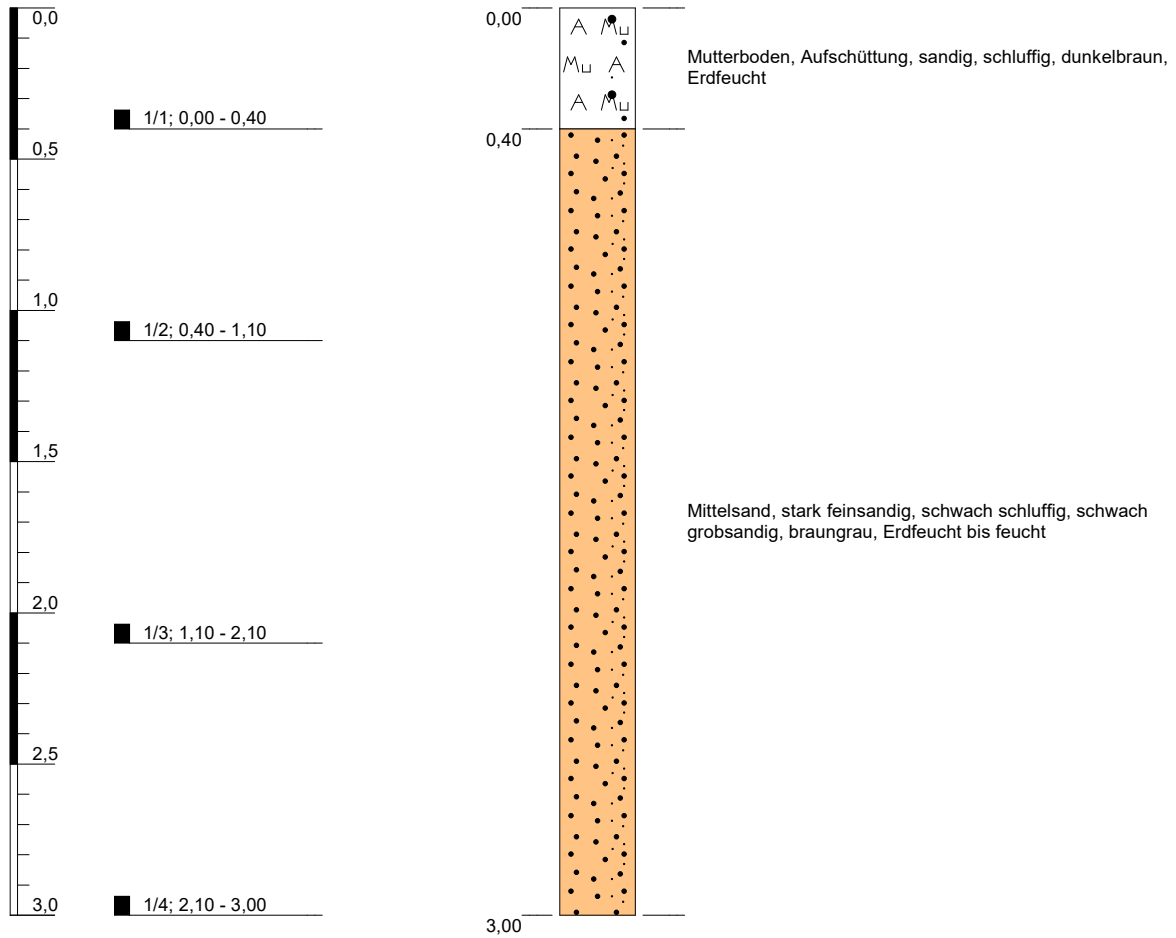 0,0
0,00
A Mu
Mu A
A Mu
Mutterboden, Aufschüttung, sandig, schluffig, dunkelbraun,
Erdfeucht
1/1; 0,00 - 0,40
0,40
0,5
1,0
1/2; 0,40 - 1,10
1,5
Mittelsand, stark feinsandig, schwach schluffig, schwach
grobsandig, braungrau, Erdfeucht bis feucht
2,0
1/3; 1,10 - 2,10
2,5
3,0
1/4; 2,10 - 3,00
3,00